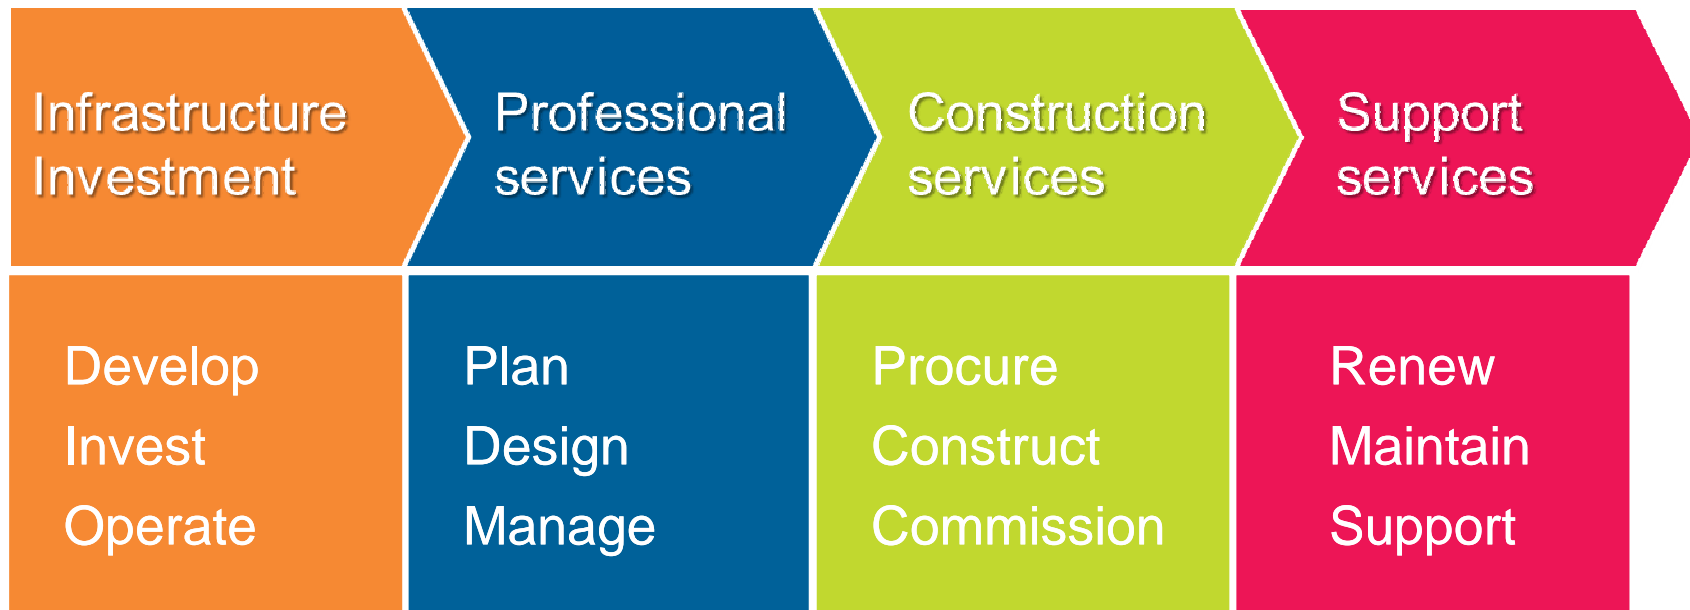 Infrastructure
Investment
Professional
services
Construction
services
Support
services
Develop
Invest
Operate
Plan
Design
Manage
Procure
Construct
Commission
Renew
Maintain
Support